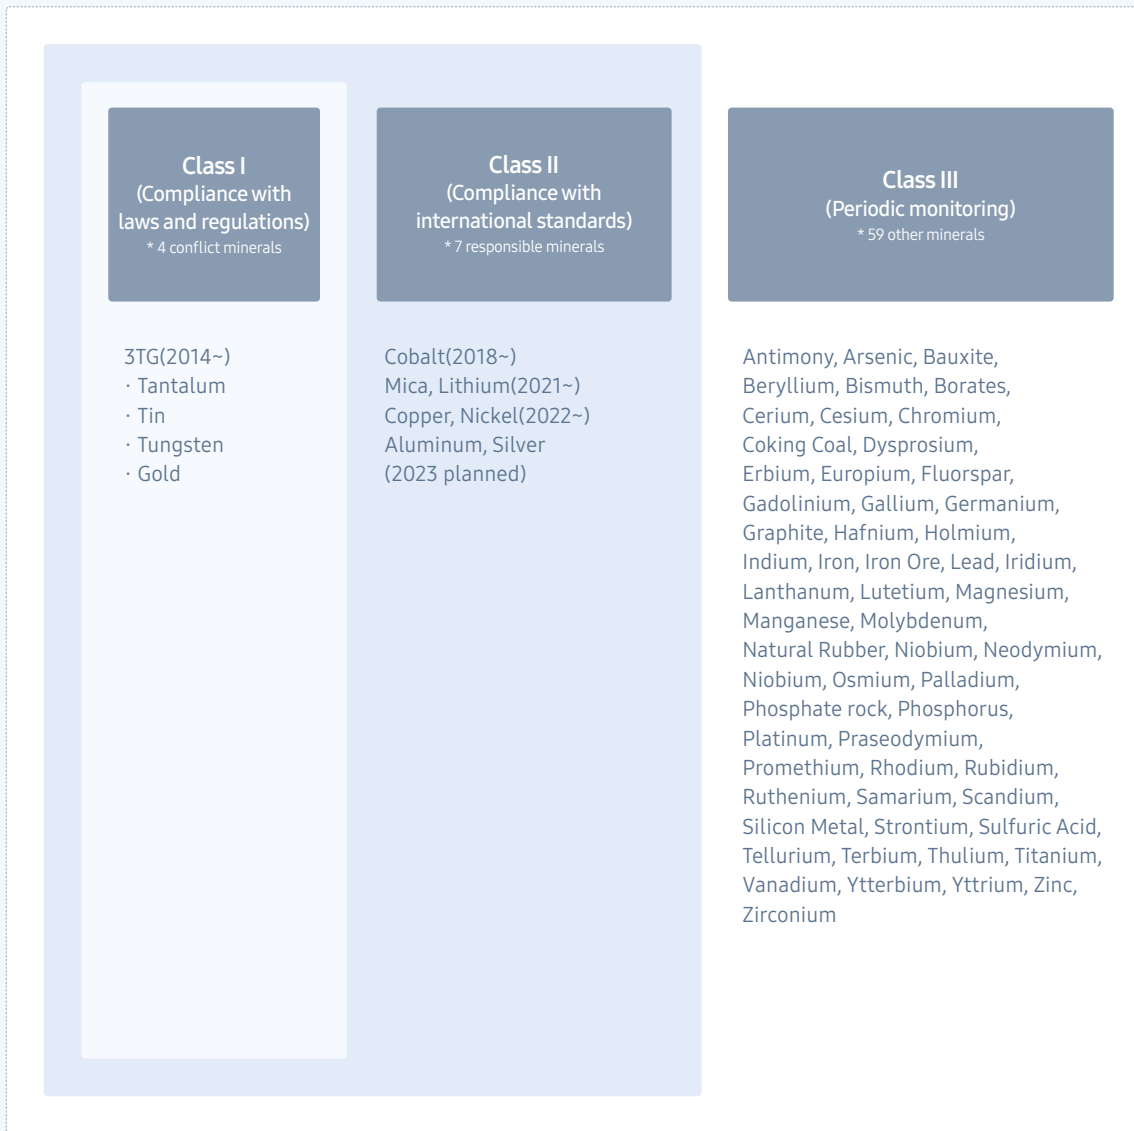 Class I
(Compliance with
laws and regulations)
* 4 conflict minerals
3TG(2014~)
· Tantalum
· Tin
· Tungsten
· Gold
Class II
(Compliance with
international standards)
* 7 responsible minerals
Cobalt(2018~)
Mica, Lithium(2021~)
Copper, Nickel(2022~)
Aluminum, Silver
(2023 planned)
Class III
(Periodic monitoring)
* 59 other minerals
Antimony, Arsenic, Bauxite,
Beryllium, Bismuth, Borates,
Cerium, Cesium, Chromium,
Coking Coal, Dysprosium,
Erbium, Europium, Fluorspar,
Gadolinium, Gallium, Germanium,
Graphite, Hafnium, Holmium,
Indium, Iron, Iron Ore, Lead, Iridium,
Lanthanum, Lutetium, Magnesium,
Manganese, Molybdenum,
Natural Rubber, Niobium, Neodymium,
Niobium, Osmium, Palladium,
Phosphate rock, Phosphorus,
Platinum, Praseodymium,
Promethium, Rhodium, Rubidium,
Ruthenium, Samarium, Scandium,
Silicon Metal, Strontium, Sulfuric Acid,
Tellurium, Terbium, Thulium, Titanium,
Vanadium, Ytterbium, Yttrium, Zinc,
Zirconium